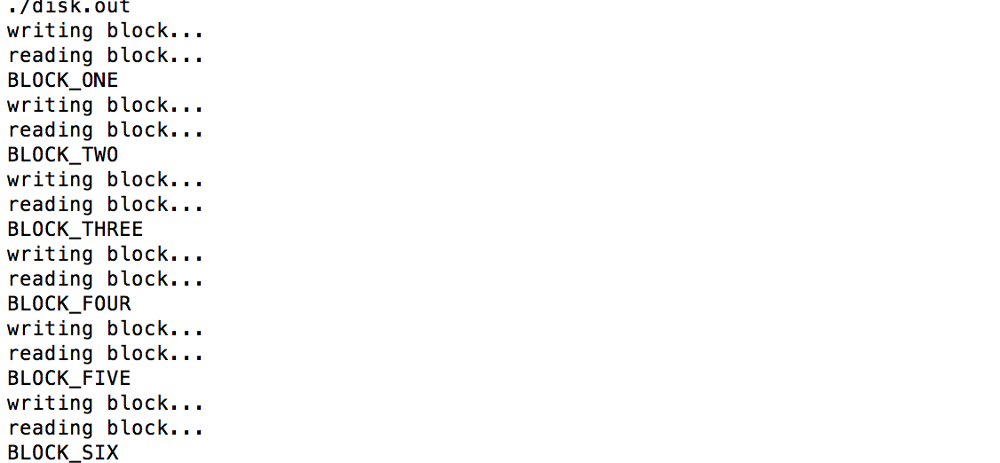 ./disk.out
writing block...
reading block...
BLOCK_ONE
writing block...
reading block...
BLOCK_TWO
writing block...
reading block...
BLOCK_THREE
writing block...
reading block...
BLOCK_FOUR
writing block...
reading block...
BLOCK_FIVE
writing block...
reading block...
BLOCK_SIX